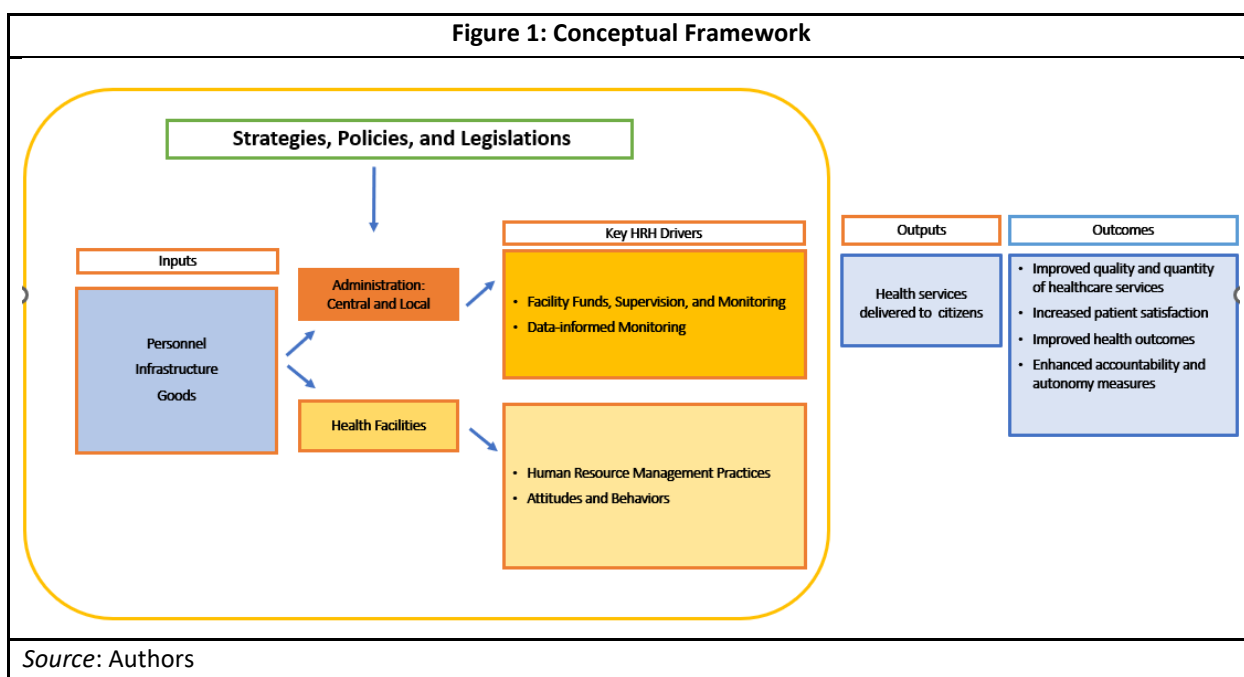 Figure 1: Conceptual Framework
Strategies, Policies, and Legislations
Inputs
Personnel
Infrastructure
Goods
Administration:
Central and Local
Health Facilities
Key HRH Drivers
• Facility Funds, Supervision, and Monitoring
• Data-informed Monitoring
• Human Resource Management Practices
• Attitudes and Behaviors
Outputs
Health services
delivered to citizens
Outcomes
• Improved quality and quantity
of healthcare services
• Increased patient satisfaction
• Improved health outcomes
• Enhanced accountability and
autonomy measures
Source: Authors